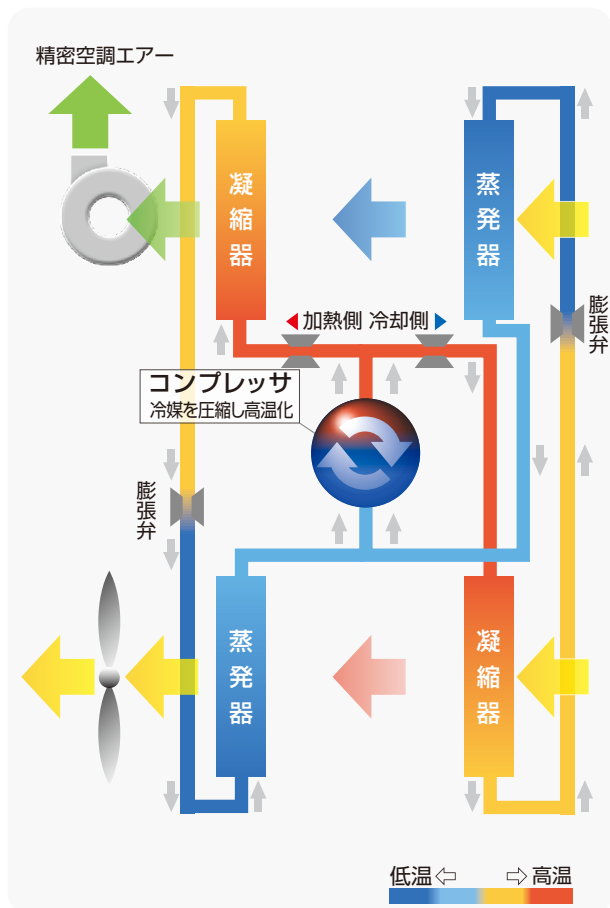 精密空調エアー
凝縮器
蒸発器
膨張弁
加熱側 冷却側
コンプレッサ
冷媒を圧縮し高温化
膨張弁
蒸発器
凝縮器
低温 ⇦ ⇨ 高温